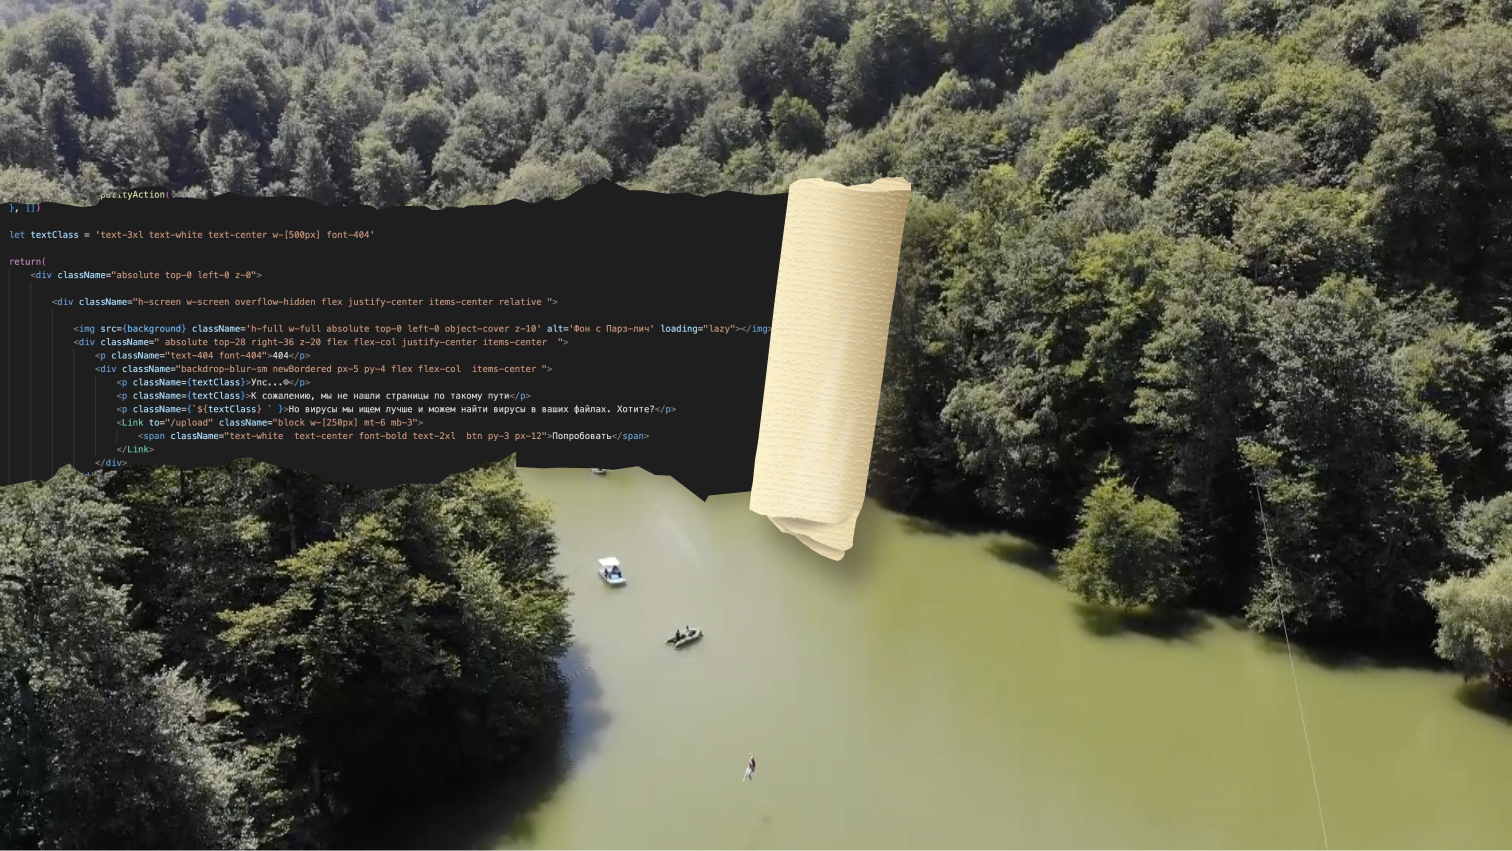 }, [])
let textClass = 'text-3xl text-white text-center w-[500px] font-404'
return(
<div className="absolute top-0 left-0 z-0">
<div className="h-screen w-screen overflow-hidden flex justify-center items-center relative ">
<img src={background} className='h-full w-full absolute top-0 left-0 object-cover z-10' alt='Фон с Парз-лич' loading="lazy"></img>
<div className=" absolute top-28 right-36 z-20 flex flex-col justify-center items-center  ">
<p className="text-404 font-404">404</p>
<div className="backdrop-blur-sm newBordered px-5 py-4 flex flex-col  items-center ">
<p className={textClass}>Упс...☹</p>
<p className={textClass}>К сожалению, мы не нашли страницы по такому пути</p>
<p className={`${textClass} ` }>Но вирусы мы ищем лучше и можем найти вирусы в ваших файлах. Хотите?</p>
<Link to="/upload" className="block w-[250px] mt-6 mb-3">
<span className="text-white  text-center font-bold text-2xl  btn py-3 px-12">Попробовать</span>
</Link>
</div>